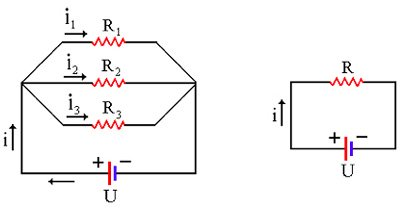 i₁ R₁
i₂ R₂
i₃ R₃
i
+ −
U
R
i
+ −
U